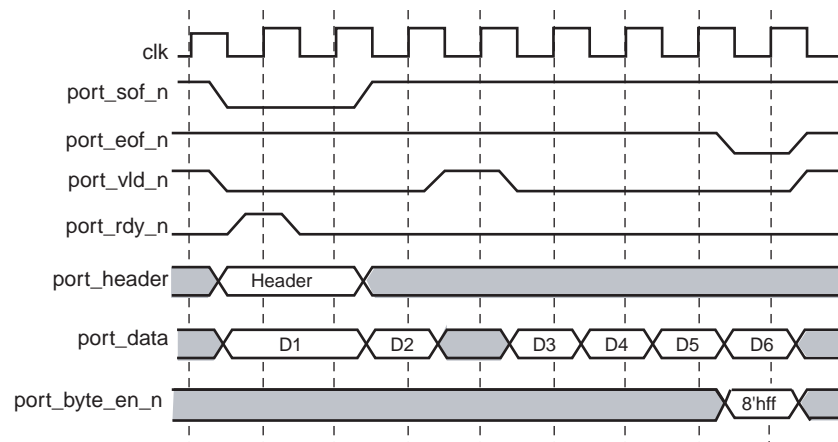 clk
port_sof_n
port_eof_n
port_vld_n
port_rdy_n
port_header Header
port_data D1 D2 D3 D4 D5 D6
port_byte_en_n 8'hff